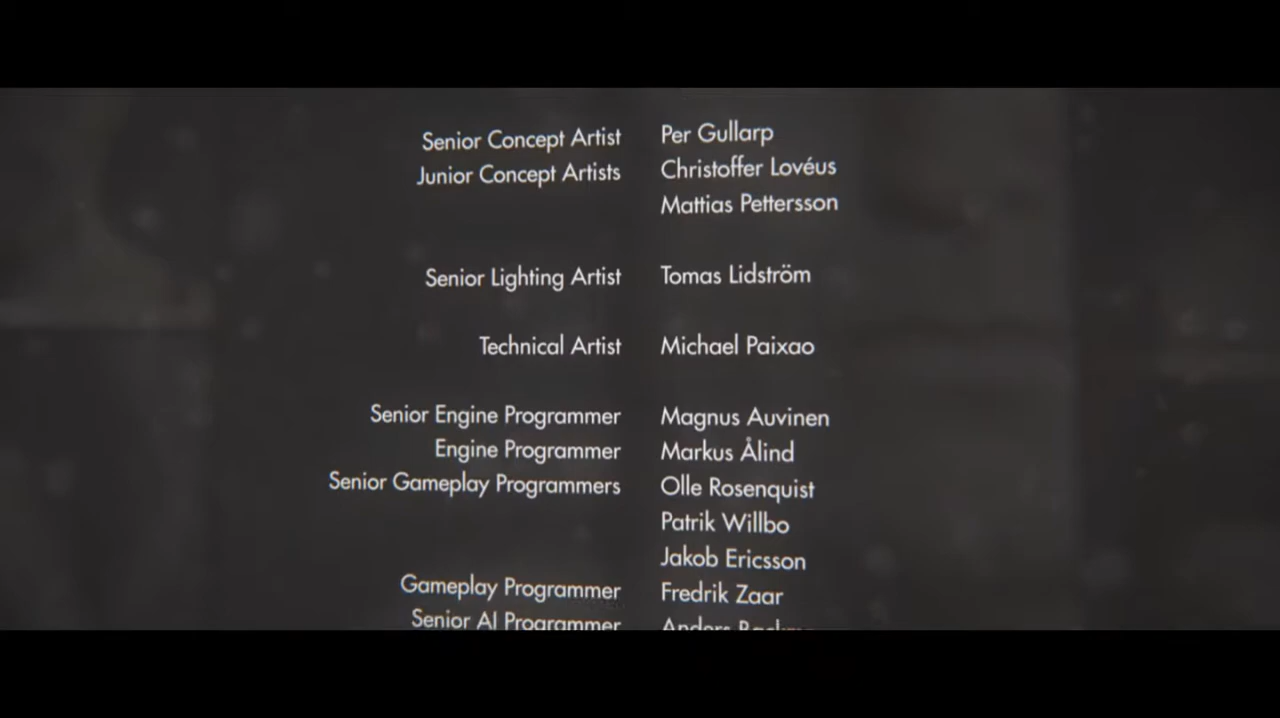 Senior Concept Artist Per Gullarp
Junior Concept Artists Christoffer Lovéus
Mattias Pettersson
Senior Lighting Artist Tomas Lidström
Technical Artist Michael Paixao
Senior Engine Programmer Magnus Auvinen
Engine Programmer Markus Ålind
Senior Gameplay Programmers Olle Rosenquist
Patrik Willbo
Jakob Ericsson
Gameplay Programmer Fredrik Zaar
Senior AI Programmer Anders